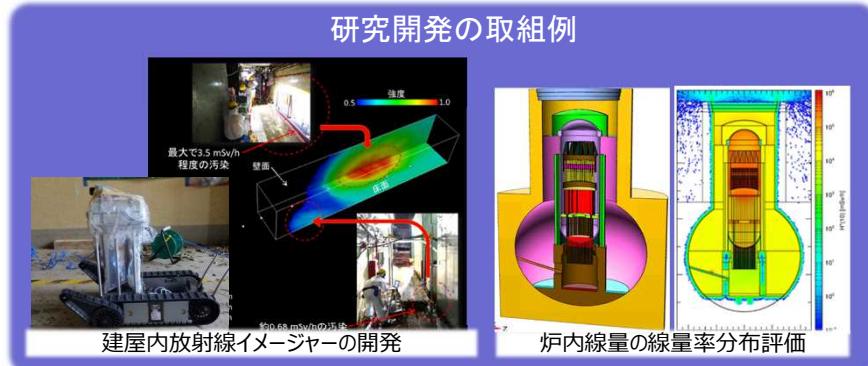 研究開発の取組例
強度
0.5
1.0
最大で3.5 mSv/h
程度の汚染
壁面
床面
約0.68 mSv/hの汚染
建屋内放射線イメージャーの開発
炉内線量の線量率分布評価